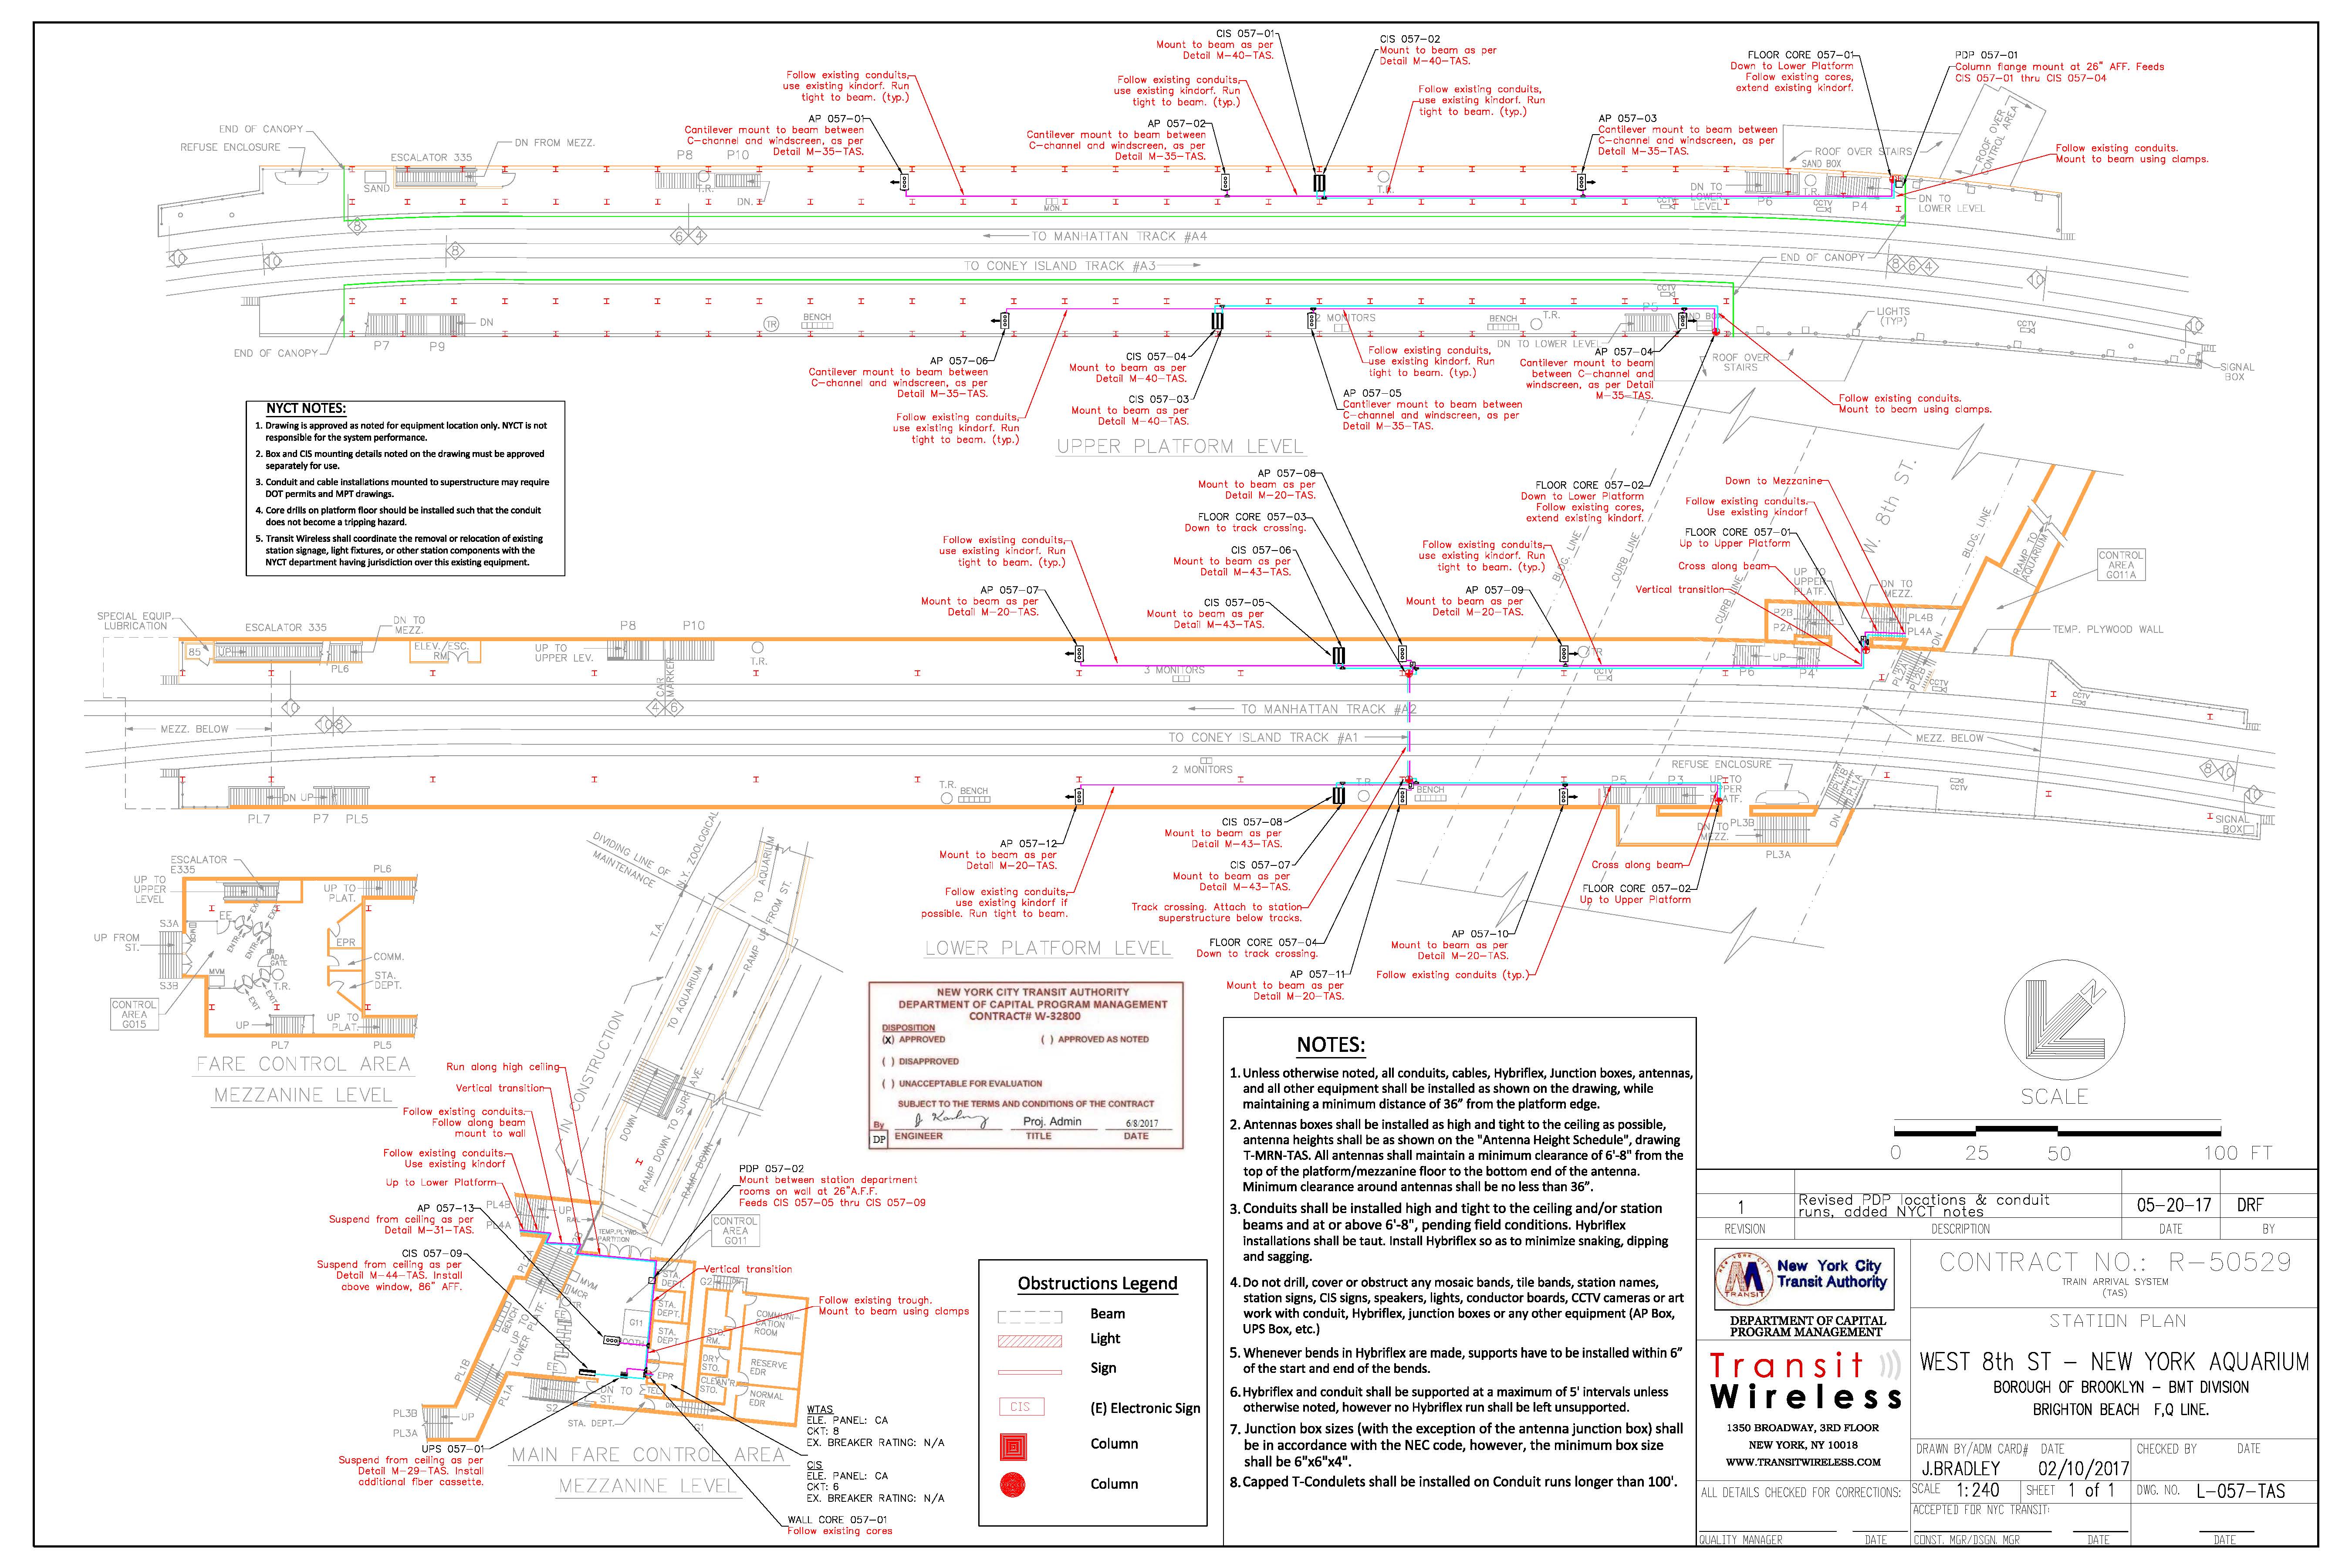 CIS 057-01
Mount to beam as per
Detail M-40-TAS.
CIS 057-02
Mount to beam as per
Detail M-40-TAS.
FLOOR CORE 057-01
Down to Lower Platform
Follow existing cores,
extend existing kindorf.
PDP 057-01
Column flange mount at 26" AFF. Feeds
CIS 057-01 thru CIS 057-04
Follow existing conduits,
use existing kindorf. Run
tight to beam. (typ.)
Follow existing conduits,
use existing kindorf. Run
tight to beam. (typ.)
Follow existing conduits,
use existing kindorf. Run
tight to beam. (typ.)
AP 057-01
Cantilever mount to beam between
C-channel and windscreen, as per
Detail M-35-TAS.
AP 057-02
Cantilever mount to beam between
C-channel and windscreen, as per
Detail M-35-TAS.
AP 057-03
Cantilever mount to beam between
C-channel and windscreen, as per
Detail M-35-TAS.
Follow existing conduits.
Mount to beam using clamps.
ROOF OVER
CONTROL AREA
ROOF OVER STAIRS
SAND BOX
END OF CANOPY
REFUSE ENCLOSURE
ESCALATOR 335
DN FROM MEZZ.
SAND
P8
P10
T.R.
DN.
MON.
T.R.
CCTV
DN TO
LOWER
LEVEL
P6
T.R.
CCTV
P4
DN TO
LOWER LEVEL
8
6
4
TO MANHATTAN TRACK #A4
10
10
8
TO CONEY ISLAND TRACK #A3
END OF CANOPY
8
6
4
10
END OF CANOPY
P7
P9
DN
TR
BENCH
2 MONITORS
BENCH
T.R.
DN TO LOWER LEVEL
P5
CCTV
LIGHTS
(TYP)
CCTV
10
ROOF OVER
STAIRS
SIGNAL
BOX
AP 057-06
Cantilever mount to beam between
C-channel and windscreen, as per
Detail M-35-TAS.
Follow existing conduits,
use existing kindorf. Run
tight to beam. (typ.)
CIS 057-04
Mount to beam as per
Detail M-40-TAS.
CIS 057-03
Mount to beam as per
Detail M-40-TAS.
Follow existing conduits,
use existing kindorf. Run
tight to beam. (typ.)
AP 057-05
Cantilever mount to beam between
C-channel and windscreen, as per
Detail M-35-TAS.
AP 057-04
Cantilever mount to beam
between C-channel and
windscreen, as per Detail
M-35-TAS.
Follow existing conduits.
Mount to beam using clamps.
UPPER PLATFORM LEVEL
NYCT NOTES:
1. Drawing is approved as noted for equipment location only. NYCT is not
responsible for the system performance.
2. Box and CIS mounting details noted on the drawing must be approved
separately for use.
3. Conduit and cable installations mounted to superstructure may require
DOT permits and MPT drawings.
4. Core drills on platform floor should be installed such that the conduit
does not become a tripping hazard.
5. Transit Wireless shall coordinate the removal or relocation of existing
station signage, light fixtures, or other station components with the
NYCT department having jurisdiction over this existing equipment.
AP 057-08
Mount to beam as per
Detail M-20-TAS.
FLOOR CORE 057-03
Down to track crossing.
CIS 057-06
Mount to beam as per
Detail M-43-TAS.
CIS 057-05
Mount to beam as per
Detail M-43-TAS.
Follow existing conduits,
use existing kindorf. Run
tight to beam. (typ.)
AP 057-07
Mount to beam as per
Detail M-20-TAS.
FLOOR CORE 057-02
Down to Lower Platform
Follow existing cores,
extend existing kindorf.
Follow existing conduits,
use existing kindorf. Run
tight to beam. (typ.)
AP 057-09
Mount to beam as per
Detail M-20-TAS.
Down to Mezzanine
Follow existing conduits.
Use existing kindorf
FLOOR CORE 057-01
Up to Upper Platform
Cross along beam
Vertical transition
BLDG. LINE
CURB LINE
CURB LINE
W. 8th ST.
BLDG. LINE
RAMP TO
AQUARIUM
CONTROL
AREA
G011A
UP TO
UPPER
PLATF.
DN TO
MEZZ.
P2B
P2A
PL4B
PL4A
DN
TEMP. PLYWOOD WALL
SPECIAL EQUIP.
LUBRICATION
ESCALATOR 335
DN TO
MEZZ.
85
UP
PL6
ELEV./ESC.
RM
P8
P10
UP TO
UPPER LEV.
T.R.
CAR
MARKER
3 MONITORS
TR
CCTV
UP
P6
P4
PL2A
PL2B
CCTV
CCTV
10
10
8
4
6
TO MANHATTAN TRACK #A2
MEZZ. BELOW
TO CONEY ISLAND TRACK #A1
MEZZ. BELOW
2 MONITORS
REFUSE ENCLOSURE
8
10
10
CCTV
DN UP
PL7
P7
PL5
T.R.
BENCH
T.R.
BENCH
P5
P3
UP TO
UPPER
PLATF.
DN TO
MEZZ.
PL3B
PL3A
DN
PL1B
PL1A
SIGNAL
BOX
AP 057-12
Mount to beam as per
Detail M-20-TAS.
Follow existing conduits,
use existing kindorf if
possible. Run tight to beam.
CIS 057-08
Mount to beam as per
Detail M-43-TAS.
CIS 057-07
Mount to beam as per
Detail M-43-TAS.
Track crossing. Attach to station
superstructure below tracks.
FLOOR CORE 057-04
Down to track crossing.
AP 057-11
Mount to beam as per
Detail M-20-TAS.
AP 057-10
Mount to beam as per
Detail M-20-TAS.
Follow existing conduits (typ.)
Cross along beam
FLOOR CORE 057-02
Up to Upper Platform
LOWER PLATFORM LEVEL
ESCALATOR
E335
UP TO
UPPER
LEVEL
PL6
UP TO
PLAT.
S3A
EE
EXIT
EXIT
ENTR.
ENTR.
MCR
UP FROM
ST.
EPR
COMM.
ADA
GATE
MVM
T.R.
STA.
DEPT.
S3B
EXIT
EXIT
CONTROL
AREA
G015
UP
UP TO
PLAT.
PL7
PL5
FARE CONTROL AREA
MEZZANINE LEVEL
DIVIDING LINE OF
MAINTENANCE
T.A.
N.Y. ZOOLOGICAL
TO AQUARIUM
RAMP UP FROM ST.
TO AQUARIUM
RAMP UP
IN CONSTRUCTION
TO AQUARIUM
DOWN
RAMP DOWN TO SURF AVE.
RAMP DOWN
NEW YORK CITY TRANSIT AUTHORITY
DEPARTMENT OF CAPITAL PROGRAM MANAGEMENT
CONTRACT# W-32800
DISPOSITION
(X) APPROVED
( ) APPROVED AS NOTED
( ) DISAPPROVED
( ) UNACCEPTABLE FOR EVALUATION
SUBJECT TO THE TERMS AND CONDITIONS OF THE CONTRACT
By
Proj. Admin
6/8/2017
DP
ENGINEER
TITLE
DATE
Run along high ceiling
Vertical transition
Follow existing conduits.
Follow along beam
mount to wall
Follow existing conduits.
Use existing kindorf
Up to Lower Platform
AP 057-13
Suspend from ceiling as per
Detail M-31-TAS.
CIS 057-09
Suspend from ceiling as per
Detail M-44-TAS. Install
above window, 86" AFF.
PDP 057-02
Mount between station department
rooms on wall at 26"A.F.F.
Feeds CIS 057-05 thru CIS 057-09
CONTROL
AREA
G011
Vertical transition
Follow existing trough.
Mount to beam using clamps
PL4B
PL4A
UP
RAIL
TEMP.PLYWD.
PARTITION
PL2A
MVM
MCR
TR
EE
BENCH
UP TO
LOWER PLATF.
PL1B
PL1A
EE
G11
BOOTH
STA.
DEPT.
G2
STA.
DEPT.
STA.
DEPT.
STO.
RM.
COMMUNI-
CATION
ROOM
DRY
STO.
RESERVE
EDR
EPR
CLEAN'R
STO.
NORMAL
EDR
TEL.
DN TO
ST.
S2
STA. DEPT.
G1
PL3B
PL3A
UP
UPS 057-01
Suspend from ceiling as per
Detail M-29-TAS. Install
additional fiber cassette.
WTAS
ELE. PANEL: CA
CKT: 8
EX. BREAKER RATING: N/A
CIS
ELE. PANEL: CA
CKT: 6
EX. BREAKER RATING: N/A
WALL CORE 057-01
Follow existing cores
MAIN FARE CONTROL AREA
MEZZANINE LEVEL
Obstructions Legend
Beam
Light
Sign
CIS
(E) Electronic Sign
Column
Column
NOTES:
1. Unless otherwise noted, all conduits, cables, Hybriflex, Junction boxes, antennas,
and all other equipment shall be installed as shown on the drawing, while
maintaining a minimum distance of 36" from the platform edge.
2. Antennas boxes shall be installed as high and tight to the ceiling as possible,
antenna heights shall be as shown on the "Antenna Height Schedule", drawing
T-MRN-TAS. All antennas shall maintain a minimum clearance of 6'-8" from the
top of the platform/mezzanine floor to the bottom end of the antenna.
Minimum clearance around antennas shall be no less than 36".
3. Conduits shall be installed high and tight to the ceiling and/or station
beams and at or above 6'-8", pending field conditions. Hybriflex
installations shall be taut. Install Hybriflex so as to minimize snaking, dipping
and sagging.
4. Do not drill, cover or obstruct any mosaic bands, tile bands, station names,
station signs, CIS signs, speakers, lights, conductor boards, CCTV cameras or art
work with conduit, Hybriflex, junction boxes or any other equipment (AP Box,
UPS Box, etc.)
5. Whenever bends in Hybriflex are made, supports have to be installed within 6"
of the start and end of the bends.
6. Hybriflex and conduit shall be supported at a maximum of 5' intervals unless
otherwise noted, however no Hybriflex run shall be left unsupported.
7. Junction box sizes (with the exception of the antenna junction box) shall
be in accordance with the NEC code, however, the minimum box size
shall be 6"x6"x4".
8. Capped T-Condulets shall be installed on Conduit runs longer than 100'.
N
SCALE
0 25 50 100 FT
1
Revised PDP locations & conduit
runs, added NYCT notes
05-20-17
DRF
REVISION
DESCRIPTION
DATE
BY
TRANSIT
New York City
Transit Authority
DEPARTMENT OF CAPITAL
PROGRAM MANAGEMENT
CONTRACT NO.: R-50529
TRAIN ARRIVAL SYSTEM
(TAS)
STATION PLAN
Transit
Wireless
1350 BROADWAY, 3RD FLOOR
NEW YORK, NY 10018
WWW.TRANSITWIRELESS.COM
WEST 8th ST - NEW YORK AQUARIUM
BOROUGH OF BROOKLYN - BMT DIVISION
BRIGHTON BEACH F,Q LINE.
DRAWN BY/ADM CARD# DATE
J.BRADLEY 02/10/2017
CHECKED BY DATE
ALL DETAILS CHECKED FOR CORRECTIONS:
SCALE 1:240
SHEET 1 of 1
DWG. NO. L-057-TAS
ACCEPTED FOR NYC TRANSIT:
QUALITY MANAGER DATE
CONST. MGR/DSGN. MGR DATE
DATE